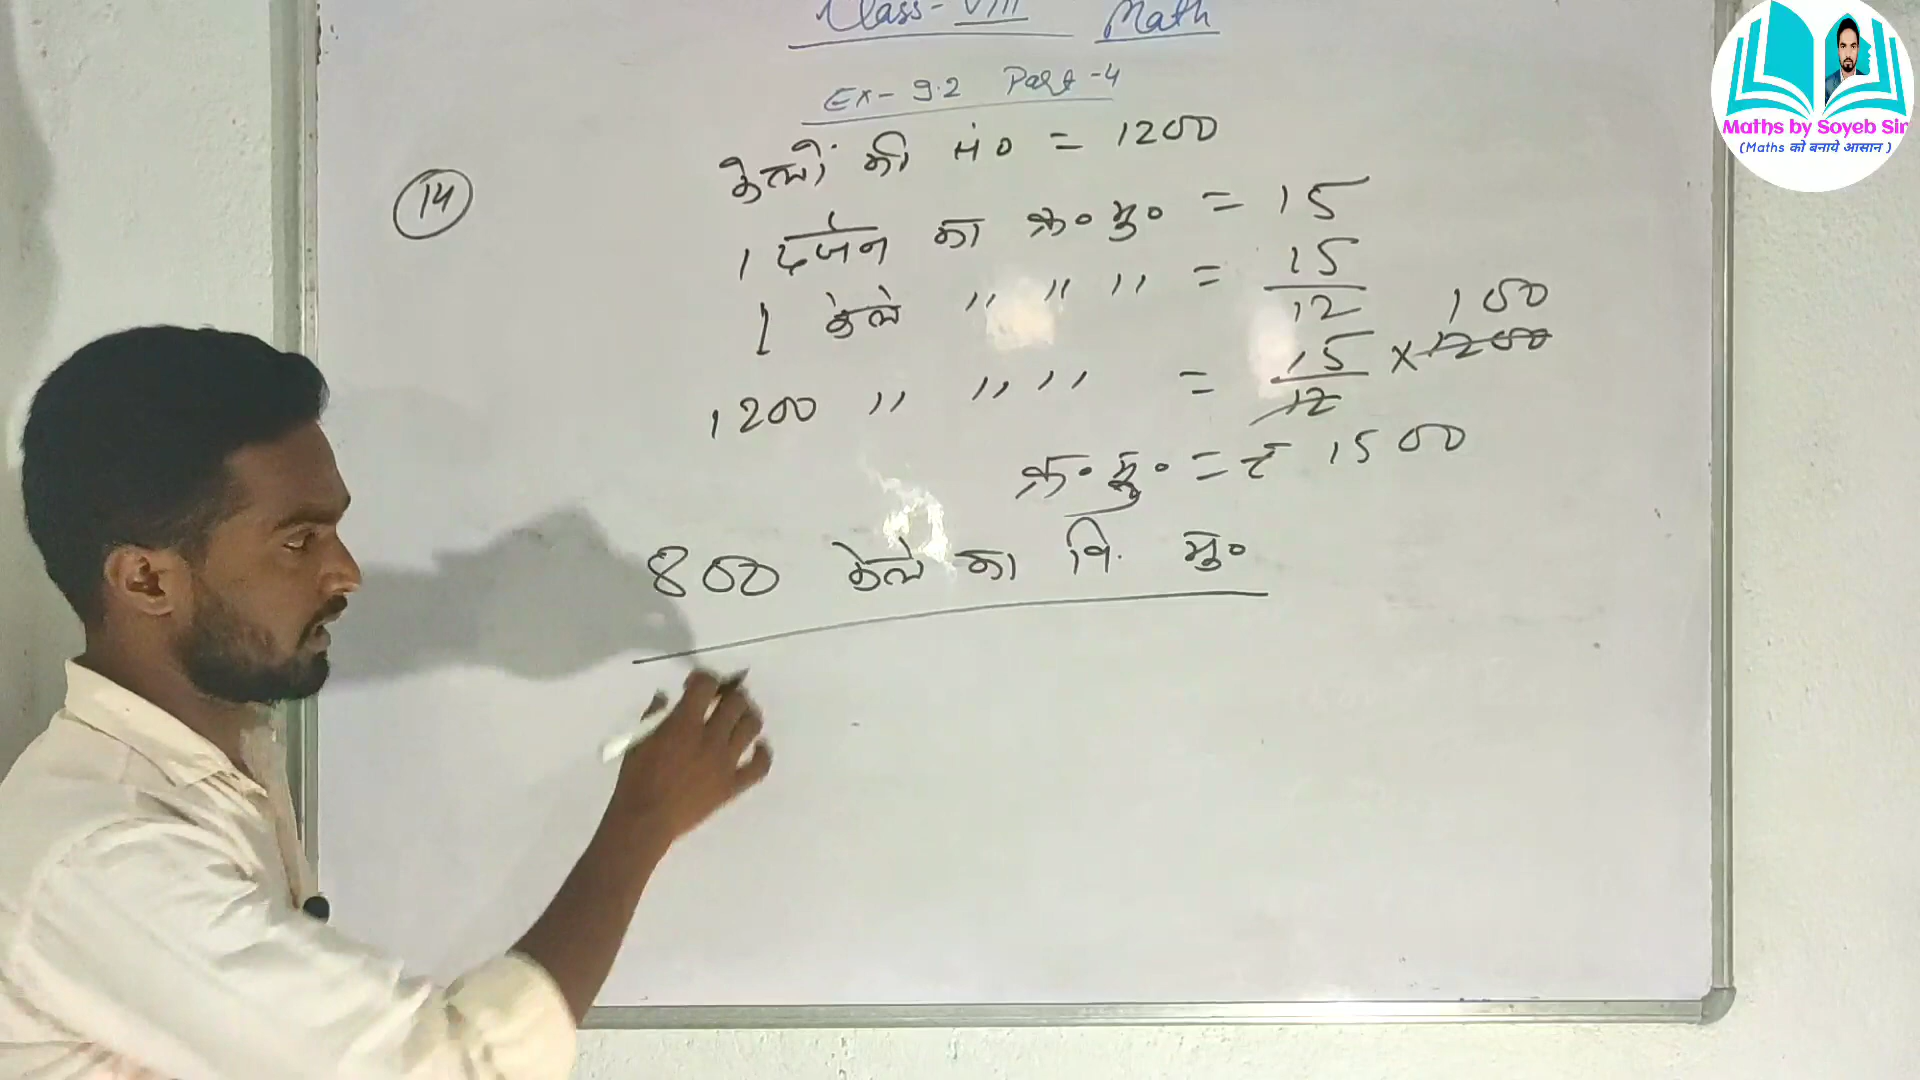 Class- VIII Math
Ex- 9.2 Part -4
(14)
केलों की सं० = 1200
1 दर्जन का क्र० मु० = 15
1 केले " " " = 15/12
1200 " " " = 15/12 × 1200 100
क्र० मु० = ₹ 1500
800 केले का वि. मु०
Maths by Soyeb Sir
(Maths को बनाये आसान )